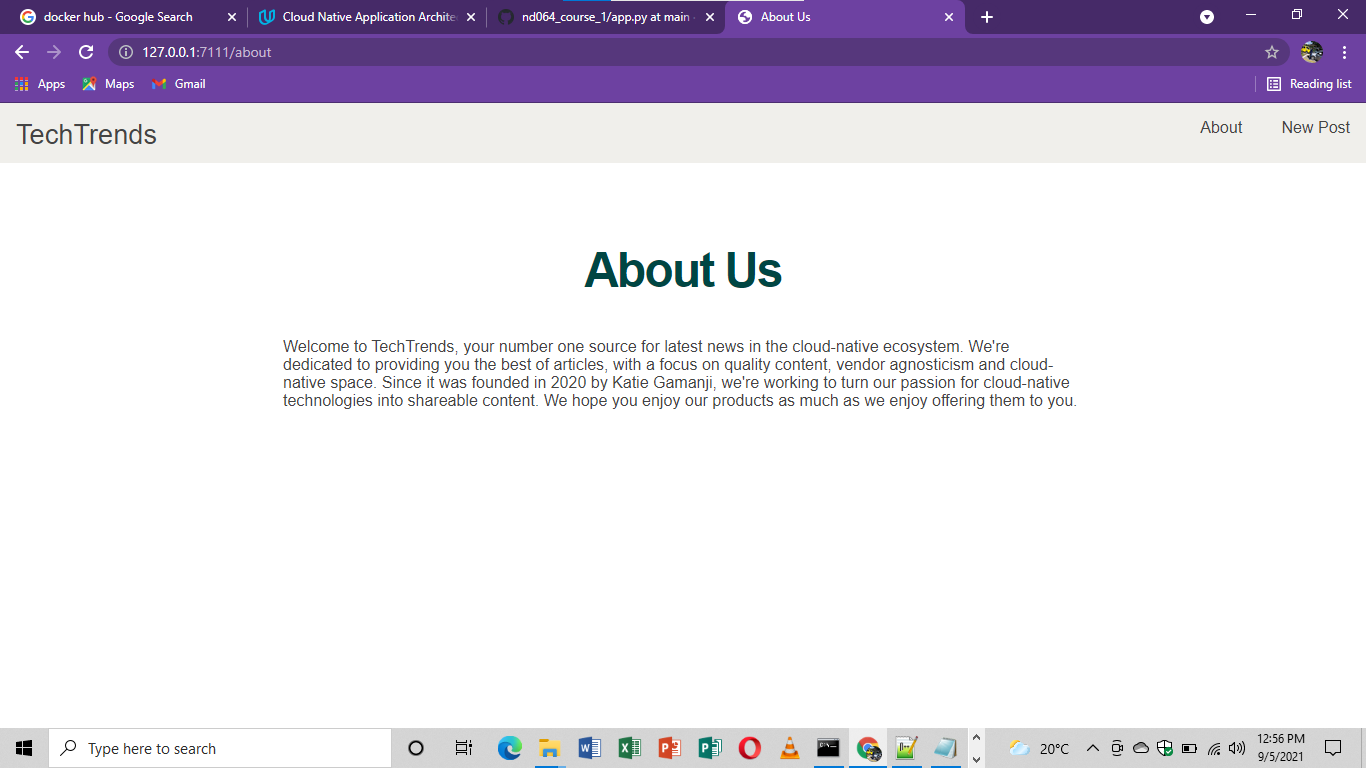 docker hub - Google Search
Cloud Native Application Archite
nd064_course_1/app.py at main
About Us
127.0.0.1:7111/about
Apps
Maps
Gmail
Reading list
TechTrends
About
New Post
About Us
Welcome to TechTrends, your number one source for latest news in the cloud-native ecosystem. We're
dedicated to providing you the best of articles, with a focus on quality content, vendor agnosticism and cloud-
native space. Since it was founded in 2020 by Katie Gamanji, we're working to turn our passion for cloud-native
technologies into shareable content. We hope you enjoy our products as much as we enjoy offering them to you.
Type here to search
20°C
12:56 PM
9/5/2021